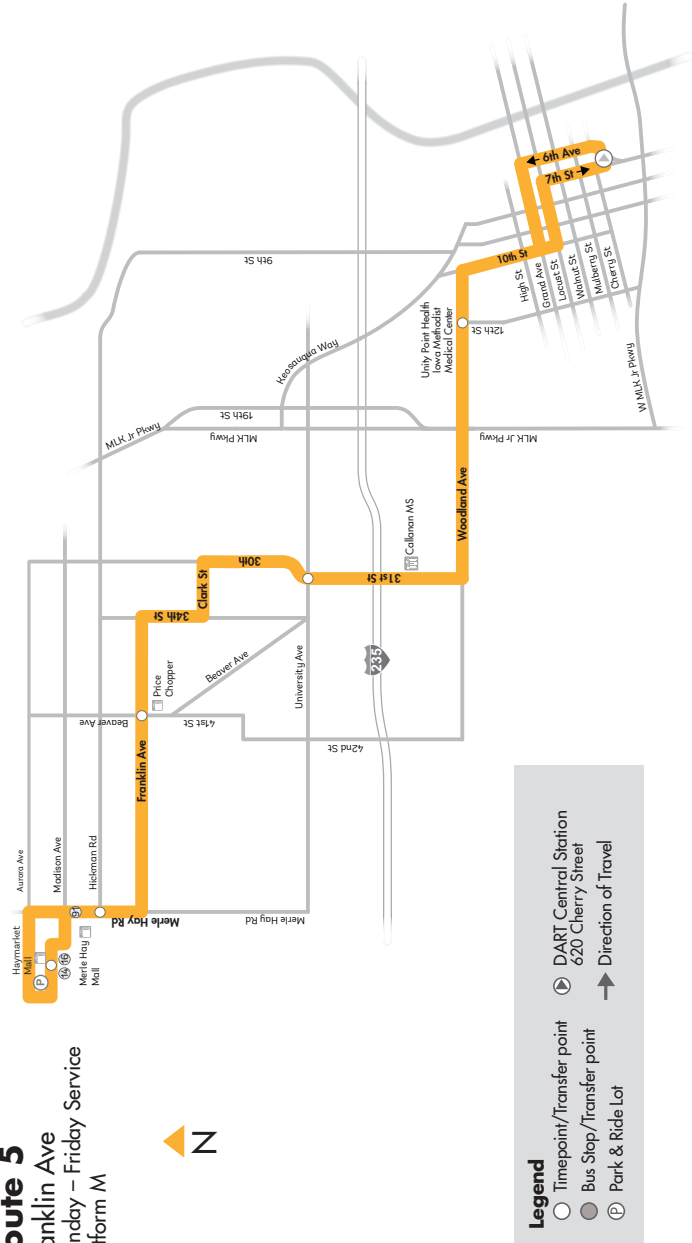 oute 5
anklin Ave
nday – Friday Service
tform M
N
Haymarket
Mall
P
14 16
Merle Hay
Mall
91
Aurora Ave
Madison Ave
Hickman Rd
Merle Hay Rd
Merle Hay Rd
Franklin Ave
Beaver Ave
Price
Chopper
41st St
Beaver Ave
42nd St
University Ave
34th St
Clark St
30th
31st St
235
Callanan MS
Woodland Ave
MLK Jr Pkwy
19th St
MLK Pkwy
MLK Jr Pkwy
Keosauqua Way
9th St
Unity Point Health
Iowa Methodist
Medical Center
12th St
10th St
High St
Grand Ave
Locust St
Walnut St
Mulberry St
Cherry St
6th Ave
7th St
W MLK Jr Pkwy
Legend
Timepoint/Transfer point
Bus Stop/Transfer point
P Park & Ride Lot
DART Central Station
620 Cherry Street
Direction of Travel